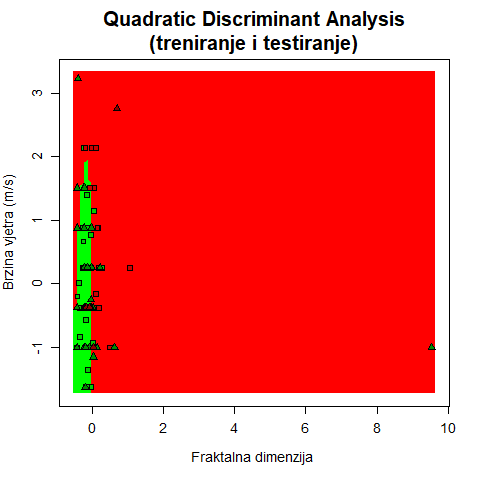 Quadratic Discriminant Analysis
(treniranje i testiranje)
Brzina vjetra (m/s)
3
2
1
0
-1
0 2 4 6 8 10
Fraktalna dimenzija